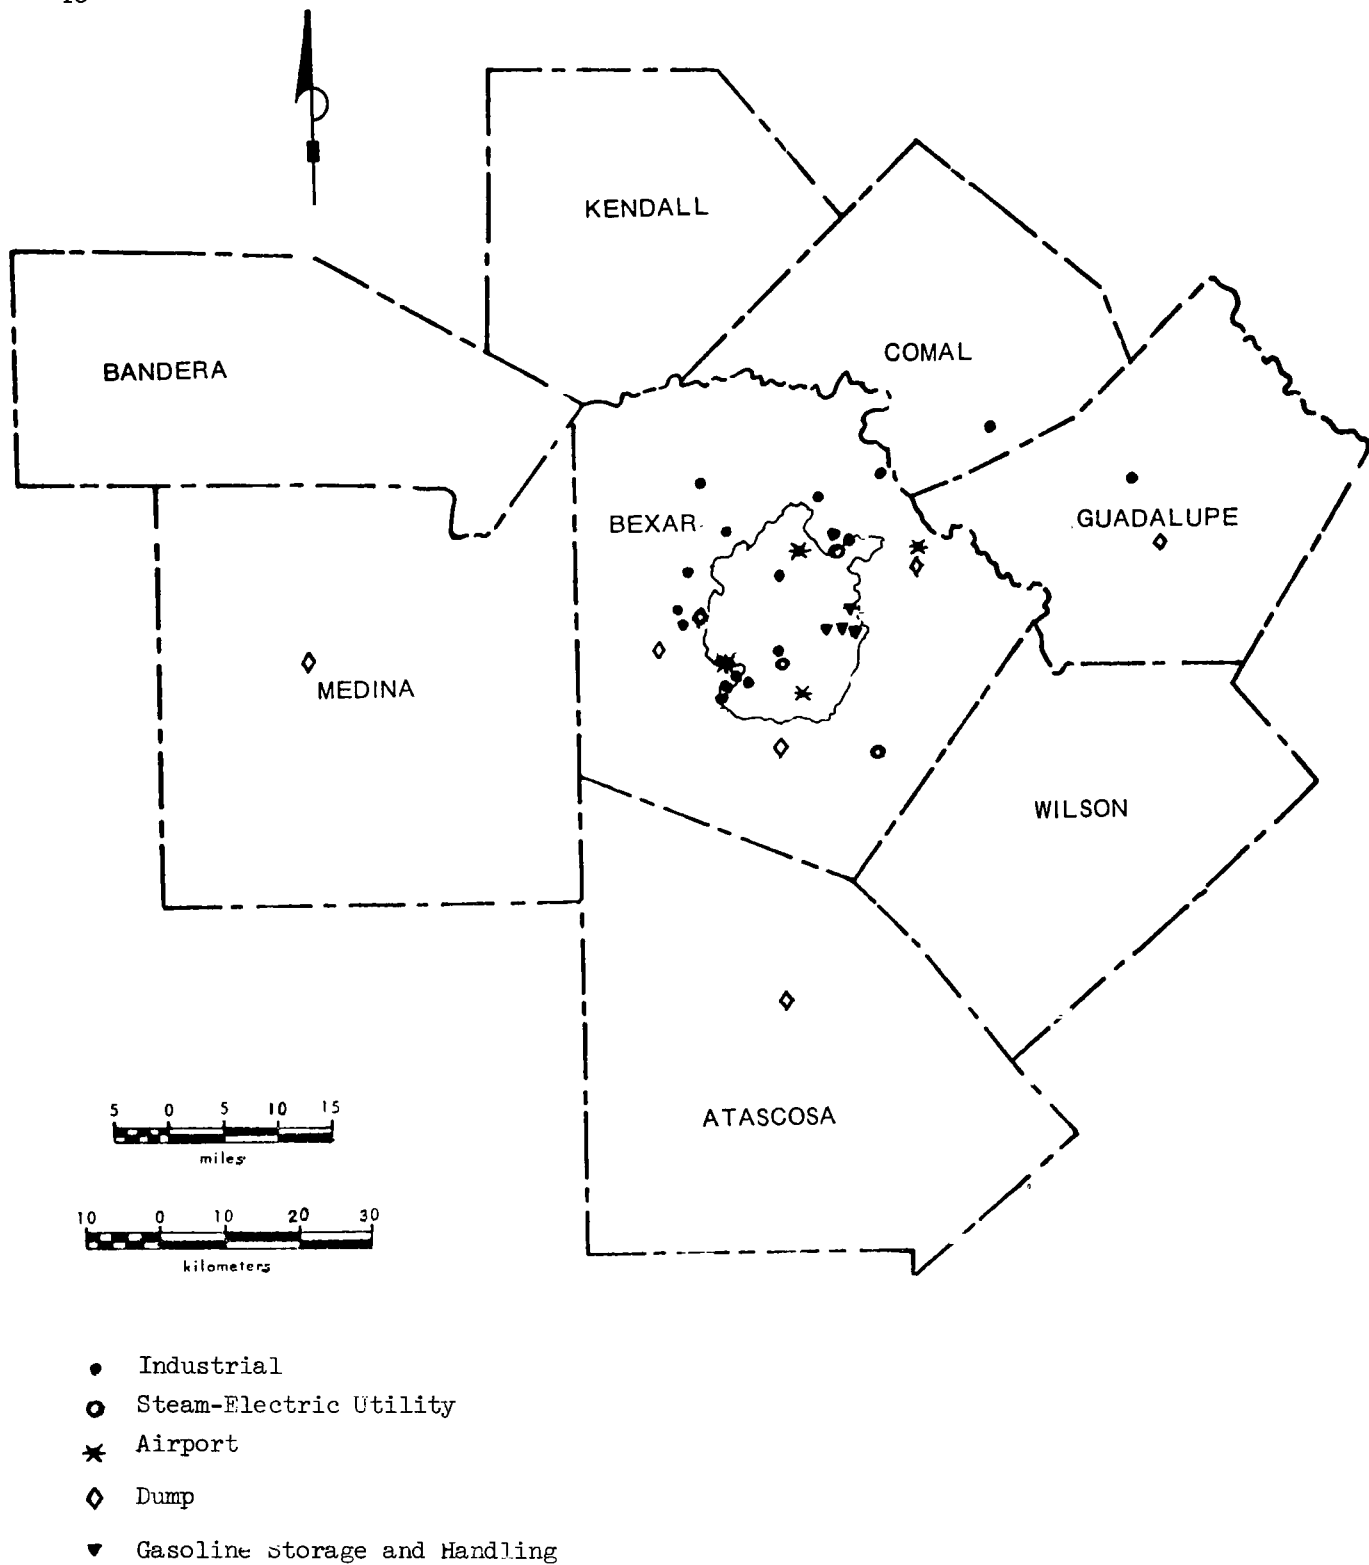 KENDALL
COMAL
BANDERA
BEXAR
GUADALUPE
MEDINA
WILSON
ATASCOSA
5 0 5 10 15
miles
10 0 10 20 30
kilometers
Industrial
Steam-Electric Utility
Airport
Dump
Gasoline Storage and Handling